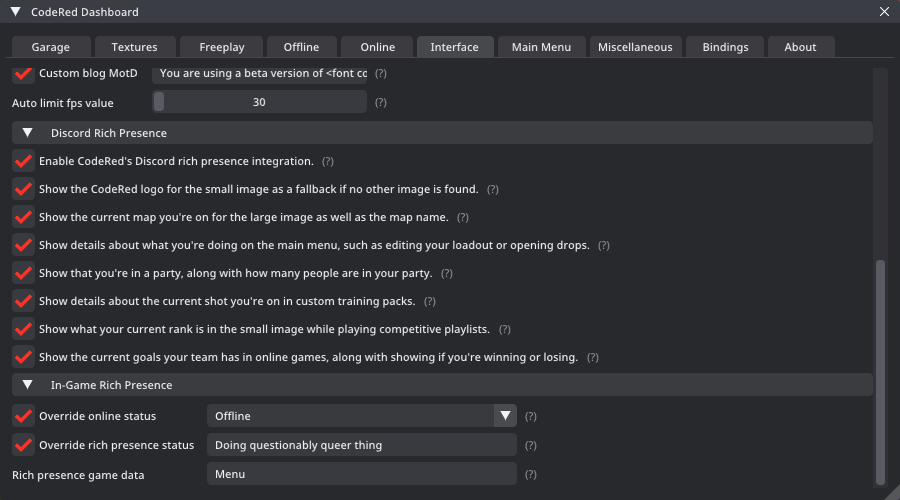 CodeRed Dashboard
Garage Textures Freeplay Offline Online Interface Main Menu Miscellaneous Bindings About
Custom blog MotD You are using a beta version of <font cc (?)
Auto limit fps value 30 (?)
Discord Rich Presence
Enable CodeRed's Discord rich presence integration. (?)
Show the CodeRed logo for the small image as a fallback if no other image is found. (?)
Show the current map you're on for the large image as well as the map name. (?)
Show details about what you're doing on the main menu, such as editing your loadout or opening drops. (?)
Show that you're in a party, along with how many people are in your party. (?)
Show details about the current shot you're on in custom training packs. (?)
Show what your current rank is in the small image while playing competitive playlists. (?)
Show the current goals your team has in online games, along with showing if you're winning or losing. (?)
In-Game Rich Presence
Override online status Offline (?)
Override rich presence status Doing questionably queer thing (?)
Rich presence game data Menu (?)